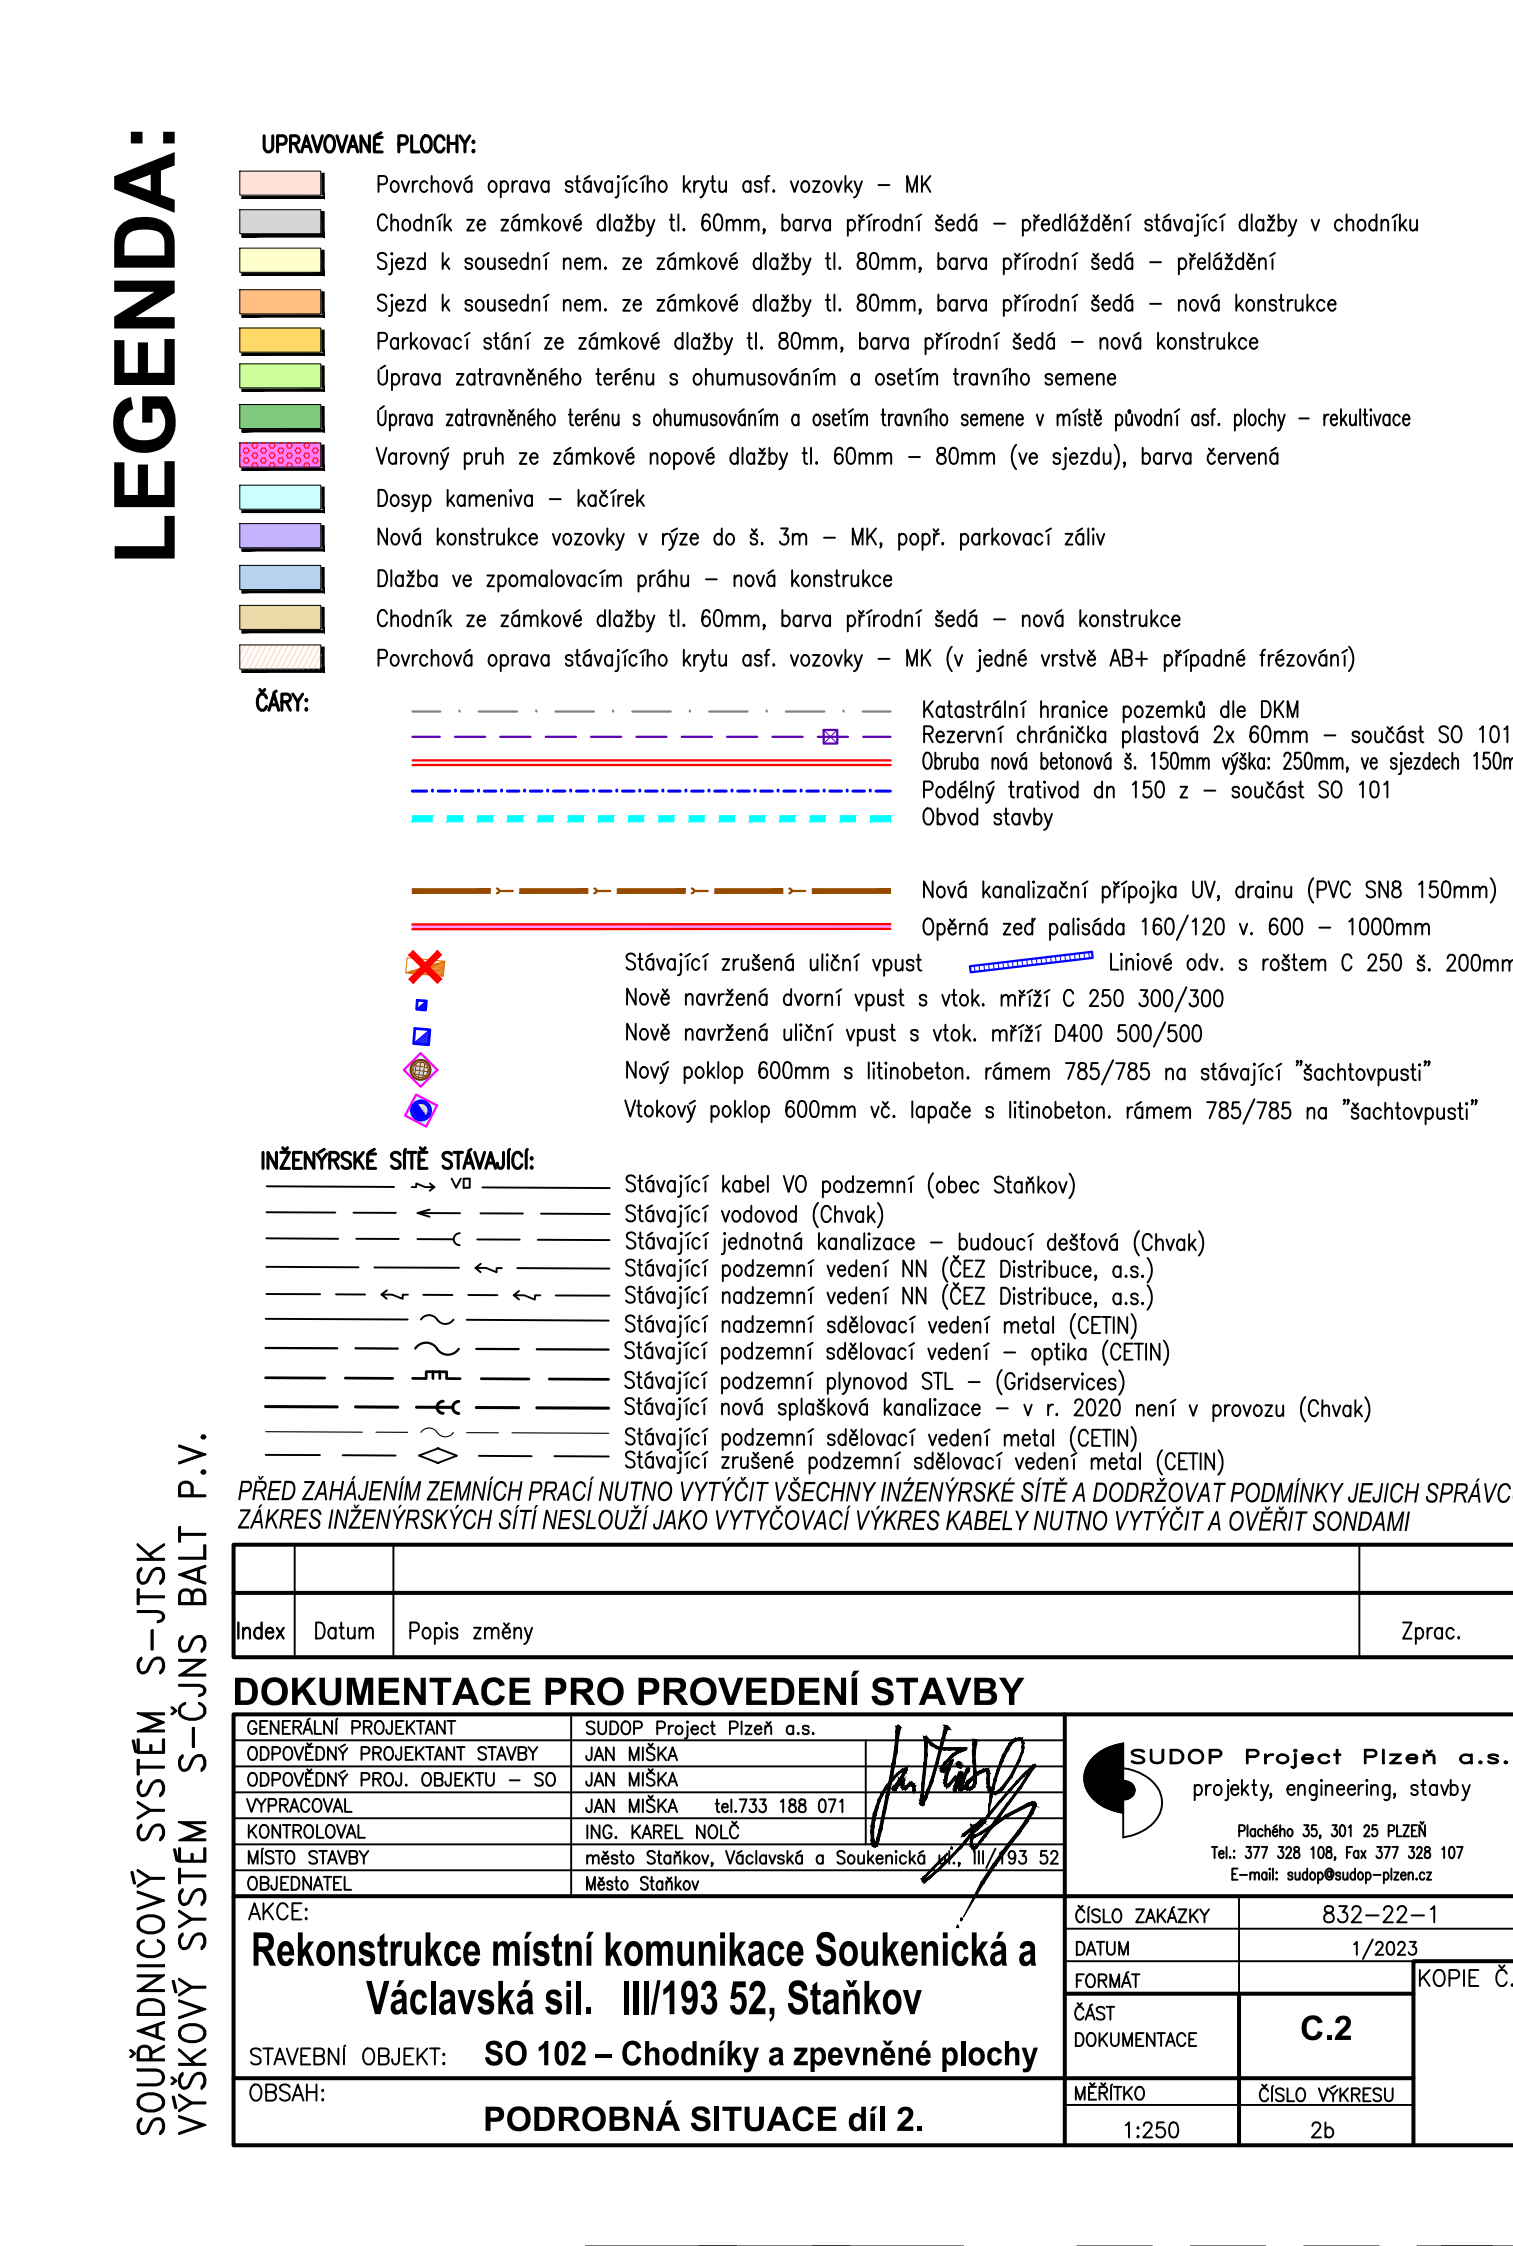 LEGENDA:
UPRAVOVANÉ PLOCHY:
Povrchová oprava stávajícího krytu asf. vozovky – MK
Chodník ze zámkové dlažby tl. 60mm, barva přírodní šedá – předláždění stávající dlažby v chodníku
Sjezd k sousední nem. ze zámkové dlažby tl. 80mm, barva přírodní šedá – přeláždění
Sjezd k sousední nem. ze zámkové dlažby tl. 80mm, barva přírodní šedá – nová konstrukce
Parkovací stání ze zámkové dlažby tl. 80mm, barva přírodní šedá – nová konstrukce
Úprava zatravněného terénu s ohumusováním a osetím travního semene
Úprava zatravněného terénu s ohumusováním a osetím travního semene v místě původní asf. plochy – rekultivace
Varovný pruh ze zámkové nopové dlažby tl. 60mm – 80mm (ve sjezdu), barva červená
Dosyp kameniva – kačírek
Nová konstrukce vozovky v rýze do š. 3m – MK, popř. parkovací záliv
Dlažba ve zpomalovacím práhu – nová konstrukce
Chodník ze zámkové dlažby tl. 60mm, barva přírodní šedá – nová konstrukce
Povrchová oprava stávajícího krytu asf. vozovky – MK (v jedné vrstvě AB+ případné frézování)
ČÁRY:
Katastrální hranice pozemků dle DKM
Rezervní chránička plastová 2x 60mm – součást SO 101
Obruba nová betonová š. 150mm výška: 250mm, ve sjezdech 150m
Podélný trativod dn 150 z – součást SO 101
Obvod stavby
Nová kanalizační přípojka UV, drainu (PVC SN8 150mm)
Opěrná zeď palisáda 160/120 v. 600 – 1000mm
Stávající zrušená uliční vpust Liniové odv. s roštem C 250 š. 200mm
Nově navržená dvorní vpust s vtok. mříží C 250 300/300
Nově navržená uliční vpust s vtok. mříží D400 500/500
Nový poklop 600mm s litinobeton. rámem 785/785 na stávající "šachtovpusti"
Vtokový poklop 600mm vč. lapače s litinobeton. rámem 785/785 na "šachtovpusti"
INŽENÝRSKÉ SÍTĚ STÁVAJÍCÍ:
VO Stávající kabel VO podzemní (obec Staňkov)
Stávající vodovod (Chvak)
Stávající jednotná kanalizace – budoucí dešťová (Chvak)
Stávající podzemní vedení NN (ČEZ Distribuce, a.s.)
Stávající nadzemní vedení NN (ČEZ Distribuce, a.s.)
Stávající nadzemní sdělovací vedení metal (CETIN)
Stávající podzemní sdělovací vedení – optika (CETIN)
Stávající podzemní plynovod STL – (Gridservices)
Stávající nová splašková kanalizace – v r. 2020 není v provozu (Chvak)
Stávající podzemní sdělovací vedení metal (CETIN)
Stávající zrušené podzemní sdělovací vedení metal (CETIN)
PŘED ZAHÁJENÍM ZEMNÍCH PRACÍ NUTNO VYTÝČIT VŠECHNY INŹENÝRSKÉ SÍTĚ A DODRŽOVAT PODMÍNKY JEJICH SPRÁVC
ZÁKRES INŽENÝRSKÝCH SÍTÍ NESLOUŽÍ JAKO VYTYČOVACÍ VÝKRES KABELY NUTNO VYTÝČIT A OVĚŘIT SONDAMI
SOUŘADNICOVÝ SYSTÉM S–JTSK
VÝŠKOVÝ SYSTÉM S–ČJNS BALT P.V.
Index Datum Popis změny Zprac.
DOKUMENTACE PRO PROVEDENÍ STAVBY
GENERÁLNÍ PROJEKTANT SUDOP Project Plzeň a.s.
ODPOVĚDNÝ PROJEKTANT STAVBY JAN MIŠKA
ODPOVĚDNÝ PROJ. OBJEKTU – SO JAN MIŠKA
VYPRACOVAL JAN MIŠKA tel.733 188 071
KONTROLOVAL ING. KAREL NOLČ
MÍSTO STAVBY město Staňkov, Václavská a Soukenická ul., III/193 52
OBJEDNATEL Město Staňkov
SUDOP Project Plzeň a.s.
projekty, engineering, stavby
Plachého 35, 301 25 PLZEŇ
Tel.: 377 328 108, Fax 377 328 107
E–mail: sudop@sudop–plzen.cz
AKCE:
Rekonstrukce místní komunikace Soukenická a
Václavská sil. III/193 52, Staňkov
STAVEBNÍ OBJEKT: SO 102 – Chodníky a zpevněné plochy
OBSAH:
PODROBNÁ SITUACE díl 2.
ČÍSLO ZAKÁZKY 832–22–1
DATUM 1/2023
FORMÁT
KOPIE Č.
ČÁST
DOKUMENTACE
C.2
MĚŘÍTKO ČÍSLO VÝKRESU
1:250 2b